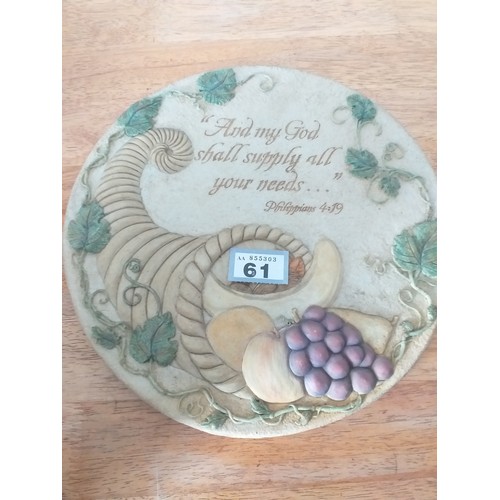 "And my God
shall supply all
your needs..."
Philippians 4:19
AA 855303
61